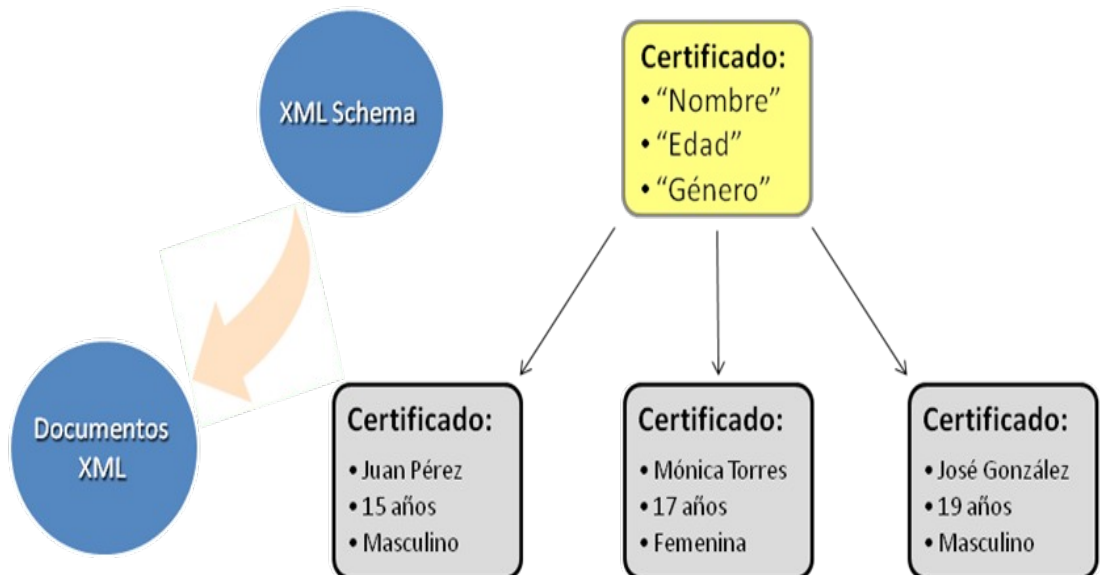 XML Schema
Certificado:
• “Nombre”
• “Edad”
• “Género”
Documentos
XML
Certificado:
• Juan Pérez
• 15 años
• Masculino
Certificado:
• Mónica Torres
• 17 años
• Femenina
Certificado:
• José González
• 19 años
• Masculino